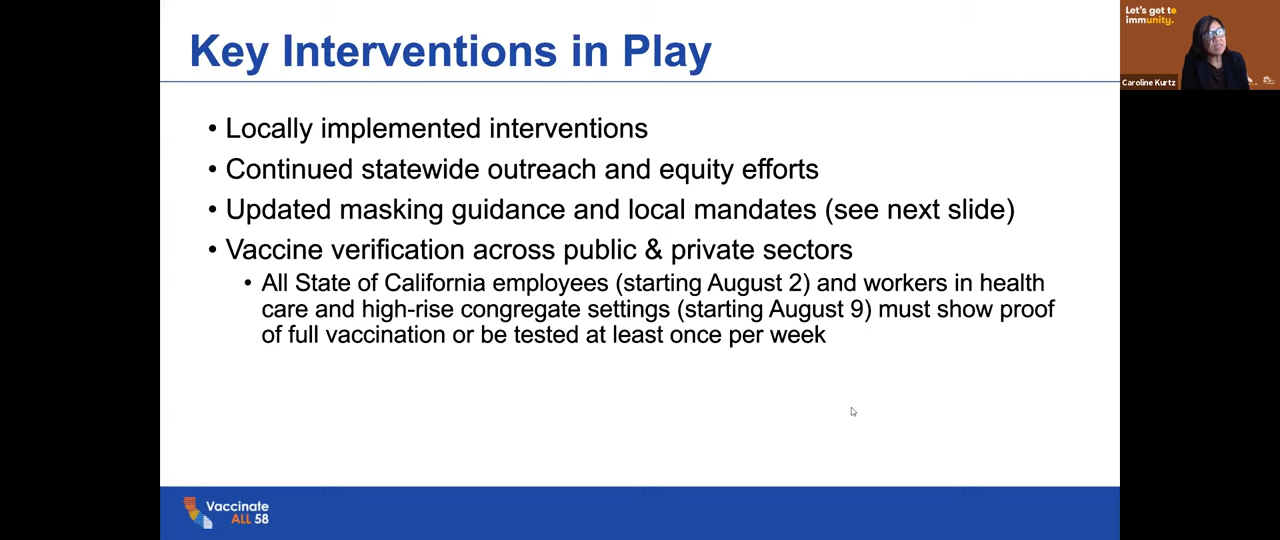 Key Interventions in Play
• Locally implemented interventions
• Continued statewide outreach and equity efforts
• Updated masking guidance and local mandates (see next slide)
• Vaccine verification across public & private sectors
• All State of California employees (starting August 2) and workers in health
care and high-rise congregate settings (starting August 9) must show proof
of full vaccination or be tested at least once per week
Vaccinate
ALL 58
Let's get to
immunity.
Caroline Kurtz